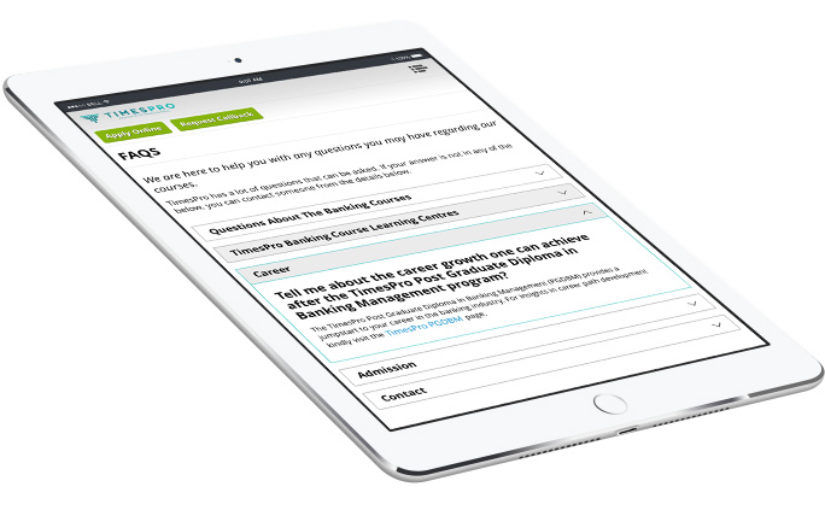 BELL 9:00 AM 100%
TIMESPRO
Apply Online Request Callback
FAQS
We are here to help you with any questions you may have regarding our
courses.
TimesPro has a lot of questions that can be asked. If your answer is not in any of the
below, you can contact someone from the details below.
Questions About The Banking Courses
TimesPro Banking Course Learning Centres
Career
Tell me about the career growth one can achieve
after the TimesPro Post Graduate Diploma in
Banking Management program?
The TimesPro Post Graduate Diploma in Banking Management (PGDBM) provides a
jumpstart to your career in the banking industry. For insights in career path development
kindly visit the TimesPro PGDBM page.
Admission
Contact